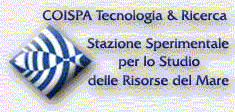 COISPA Tecnologia & Ricerca
Stazione Sperimentale
per lo Studio
delle Risorse del Mare